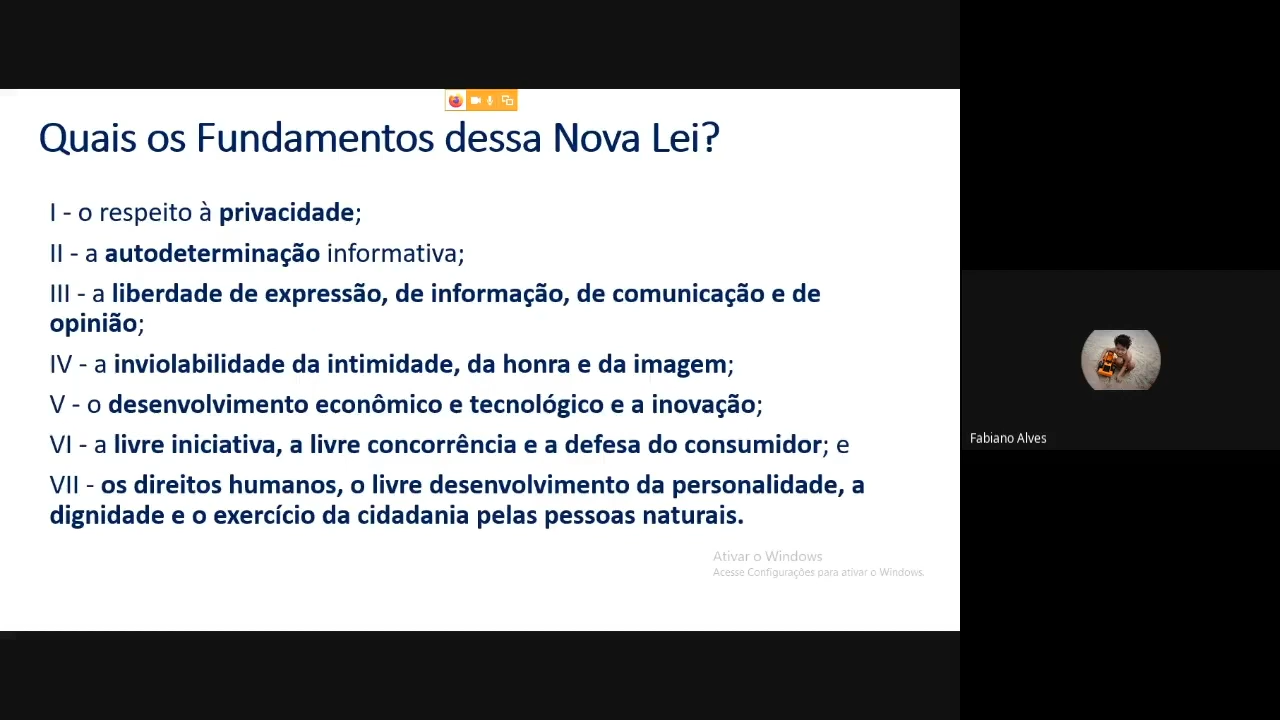 Quais os Fundamentos dessa Nova Lei?
I - o respeito à privacidade;
II - a autodeterminação informativa;
III - a liberdade de expressão, de informação, de comunicação e de
opinião;
IV - a inviolabilidade da intimidade, da honra e da imagem;
V - o desenvolvimento econômico e tecnológico e a inovação;
VI - a livre iniciativa, a livre concorrência e a defesa do consumidor; e
VII - os direitos humanos, o livre desenvolvimento da personalidade, a
dignidade e o exercício da cidadania pelas pessoas naturais.
Ativar o Windows
Acesse Configurações para ativar o Windows.
Fabiano Alves